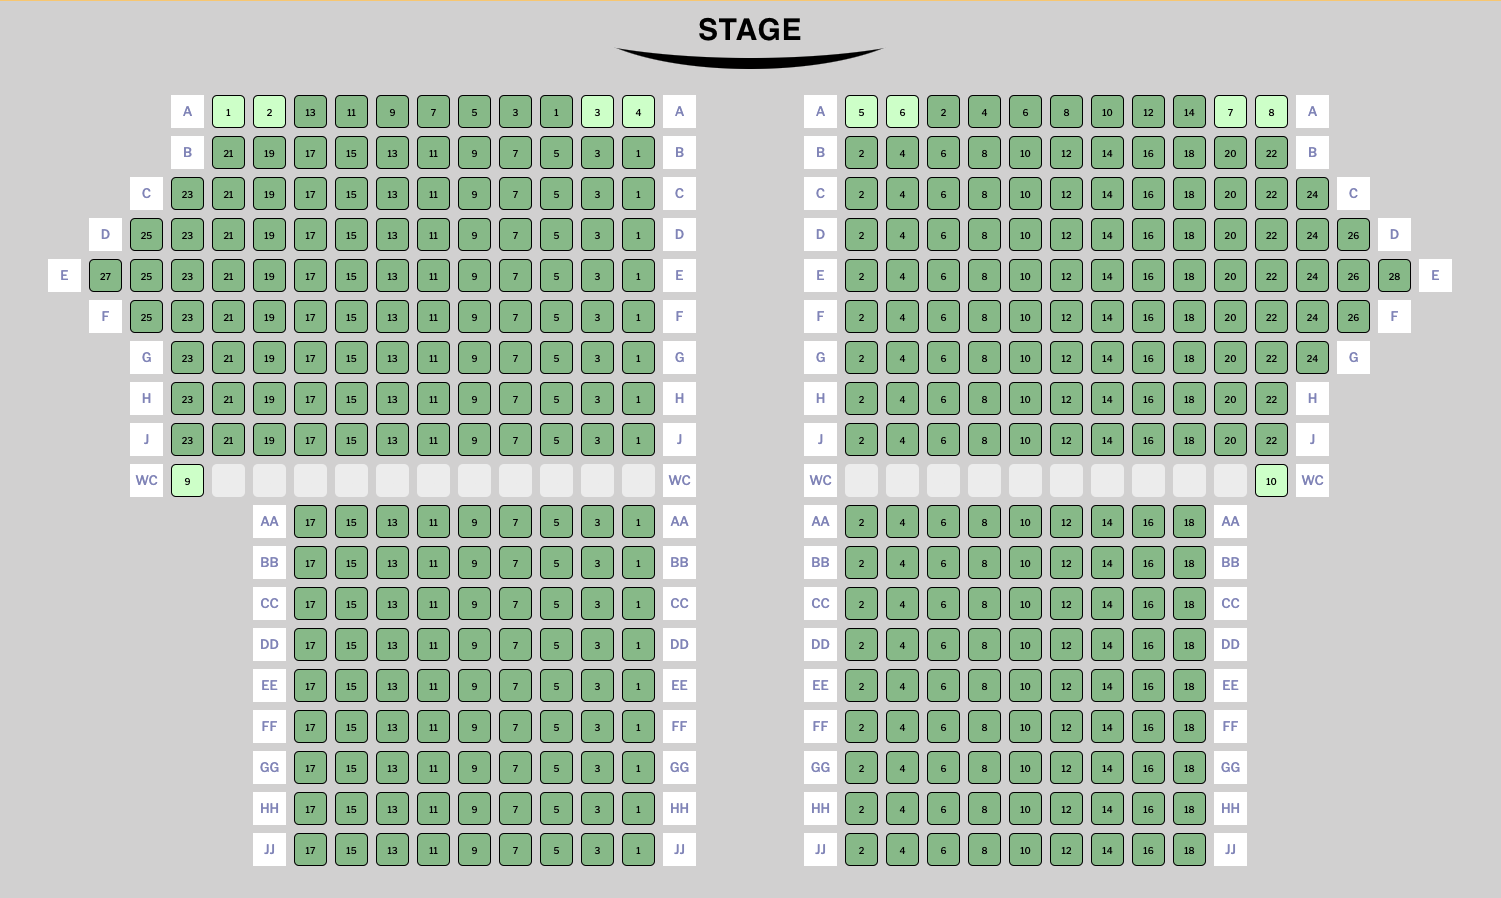 STAGE
A 1 2 13 11 9 7 5 3 1 3 4 A A 5 6 2 4 6 8 10 12 14 7 8 A
B 21 19 17 15 13 11 9 7 5 3 1 B B 2 4 6 8 10 12 14 16 18 20 22 B
C 23 21 19 17 15 13 11 9 7 5 3 1 C C 2 4 6 8 10 12 14 16 18 20 22 24 C
D 25 23 21 19 17 15 13 11 9 7 5 3 1 D D 2 4 6 8 10 12 14 16 18 20 22 24 26 D
E 27 25 23 21 19 17 15 13 11 9 7 5 3 1 E E 2 4 6 8 10 12 14 16 18 20 22 24 26 28 E
F 25 23 21 19 17 15 13 11 9 7 5 3 1 F F 2 4 6 8 10 12 14 16 18 20 22 24 26 F
G 23 21 19 17 15 13 11 9 7 5 3 1 G G 2 4 6 8 10 12 14 16 18 20 22 24 G
H 23 21 19 17 15 13 11 9 7 5 3 1 H H 2 4 6 8 10 12 14 16 18 20 22 H
J 23 21 19 17 15 13 11 9 7 5 3 1 J J 2 4 6 8 10 12 14 16 18 20 22 J
WC 9 WC WC 10 WC
AA 17 15 13 11 9 7 5 3 1 AA AA 2 4 6 8 10 12 14 16 18 AA
BB 17 15 13 11 9 7 5 3 1 BB BB 2 4 6 8 10 12 14 16 18 BB
CC 17 15 13 11 9 7 5 3 1 CC CC 2 4 6 8 10 12 14 16 18 CC
DD 17 15 13 11 9 7 5 3 1 DD DD 2 4 6 8 10 12 14 16 18 DD
EE 17 15 13 11 9 7 5 3 1 EE EE 2 4 6 8 10 12 14 16 18 EE
FF 17 15 13 11 9 7 5 3 1 FF FF 2 4 6 8 10 12 14 16 18 FF
GG 17 15 13 11 9 7 5 3 1 GG GG 2 4 6 8 10 12 14 16 18 GG
HH 17 15 13 11 9 7 5 3 1 HH HH 2 4 6 8 10 12 14 16 18 HH
JJ 17 15 13 11 9 7 5 3 1 JJ JJ 2 4 6 8 10 12 14 16 18 JJ